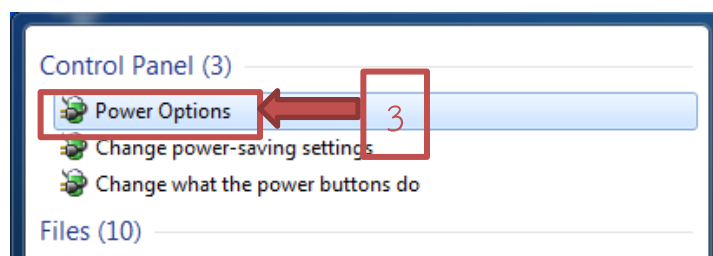 Control Panel (3)
Power Options
3
Change power-saving settings
Change what the power buttons do
Files (10)